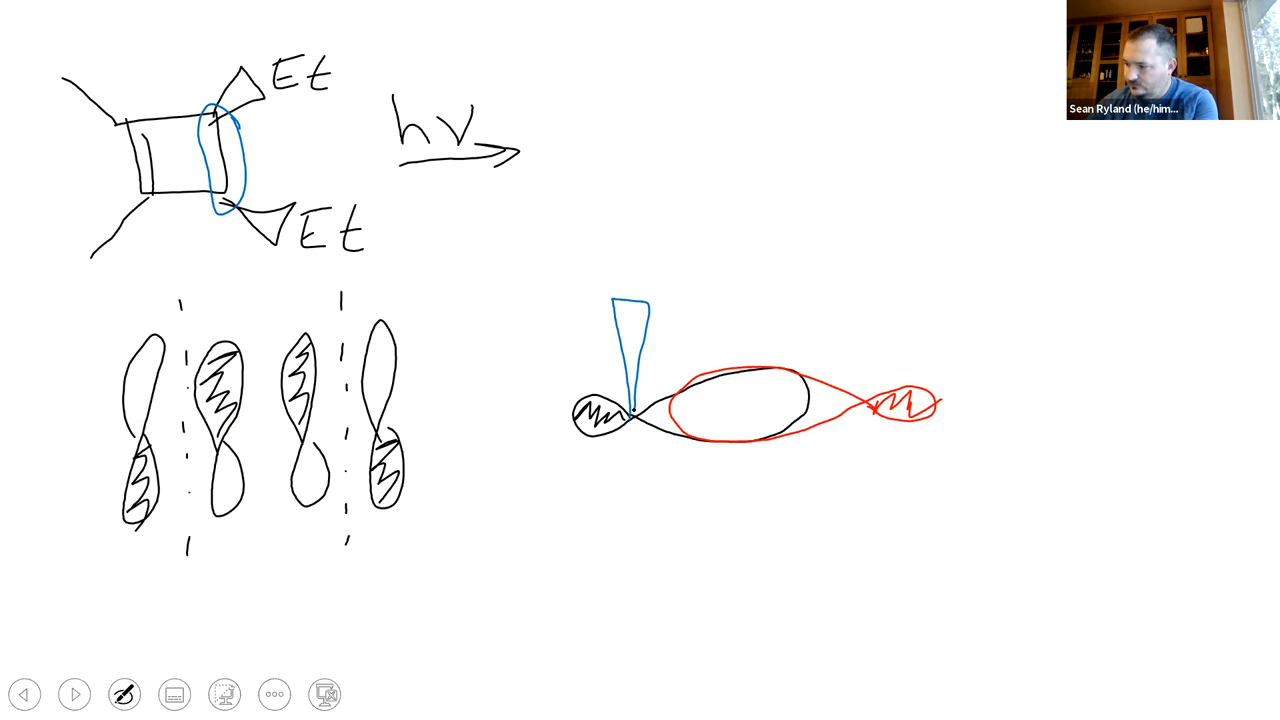 Et
hν
Et
Sean Ryland (he/him...